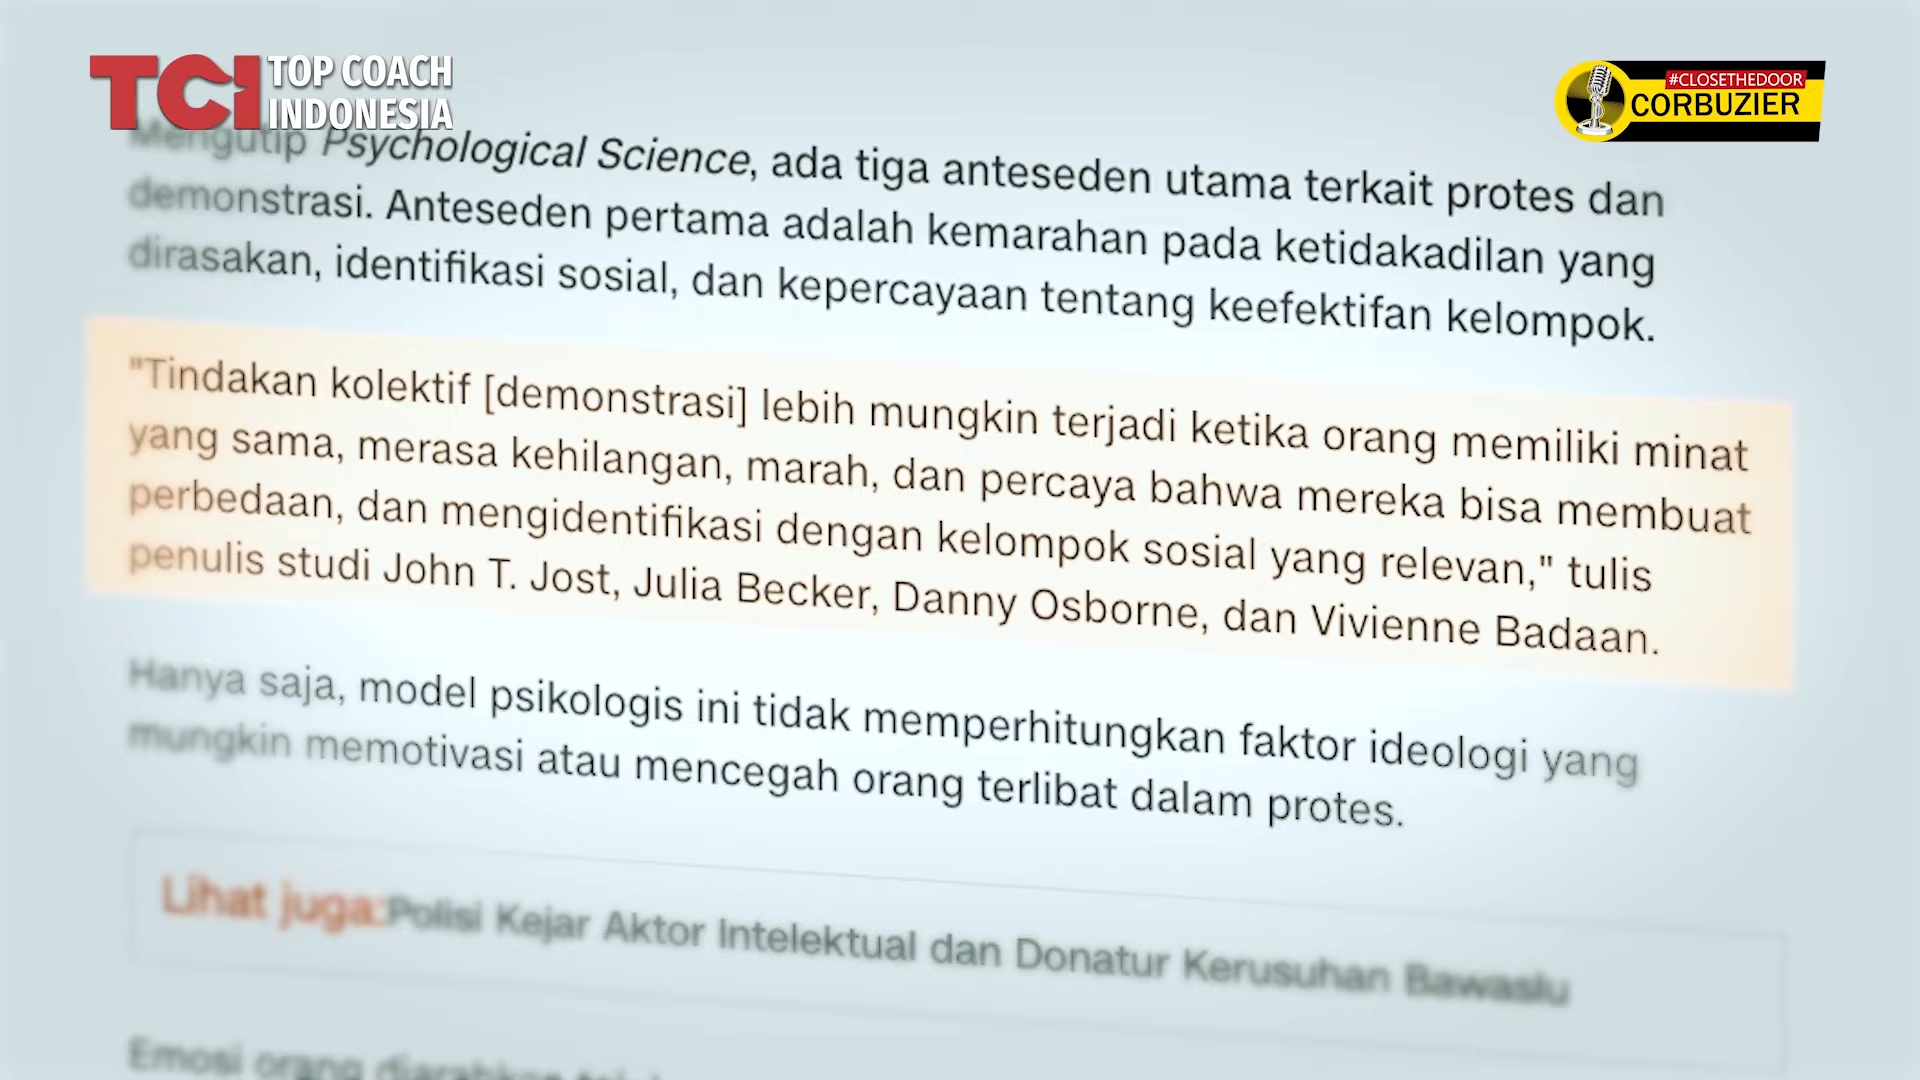 TCI TOP COACH
INDONESIA
#CLOSETHEDOOR
CORBUZIER
Mengutip Psychological Science, ada tiga anteseden utama terkait protes dan
demonstrasi. Anteseden pertama adalah kemarahan pada ketidakadilan yang
dirasakan, identifikasi sosial, dan kepercayaan tentang keefektifan kelompok.
"Tindakan kolektif [demonstrasi] lebih mungkin terjadi ketika orang memiliki minat
yang sama, merasa kehilangan, marah, dan percaya bahwa mereka bisa membuat
perbedaan, dan mengidentifikasi dengan kelompok sosial yang relevan," tulis
penulis studi John T. Jost, Julia Becker, Danny Osborne, dan Vivienne Badaan.
Hanya saja, model psikologis ini tidak memperhitungkan faktor ideologi yang
mungkin memotivasi atau mencegah orang terlibat dalam protes.
Lihat juga:Polisi Kejar Aktor Intelektual dan Donatur Kerusuhan Bawaslu
Emosi orang